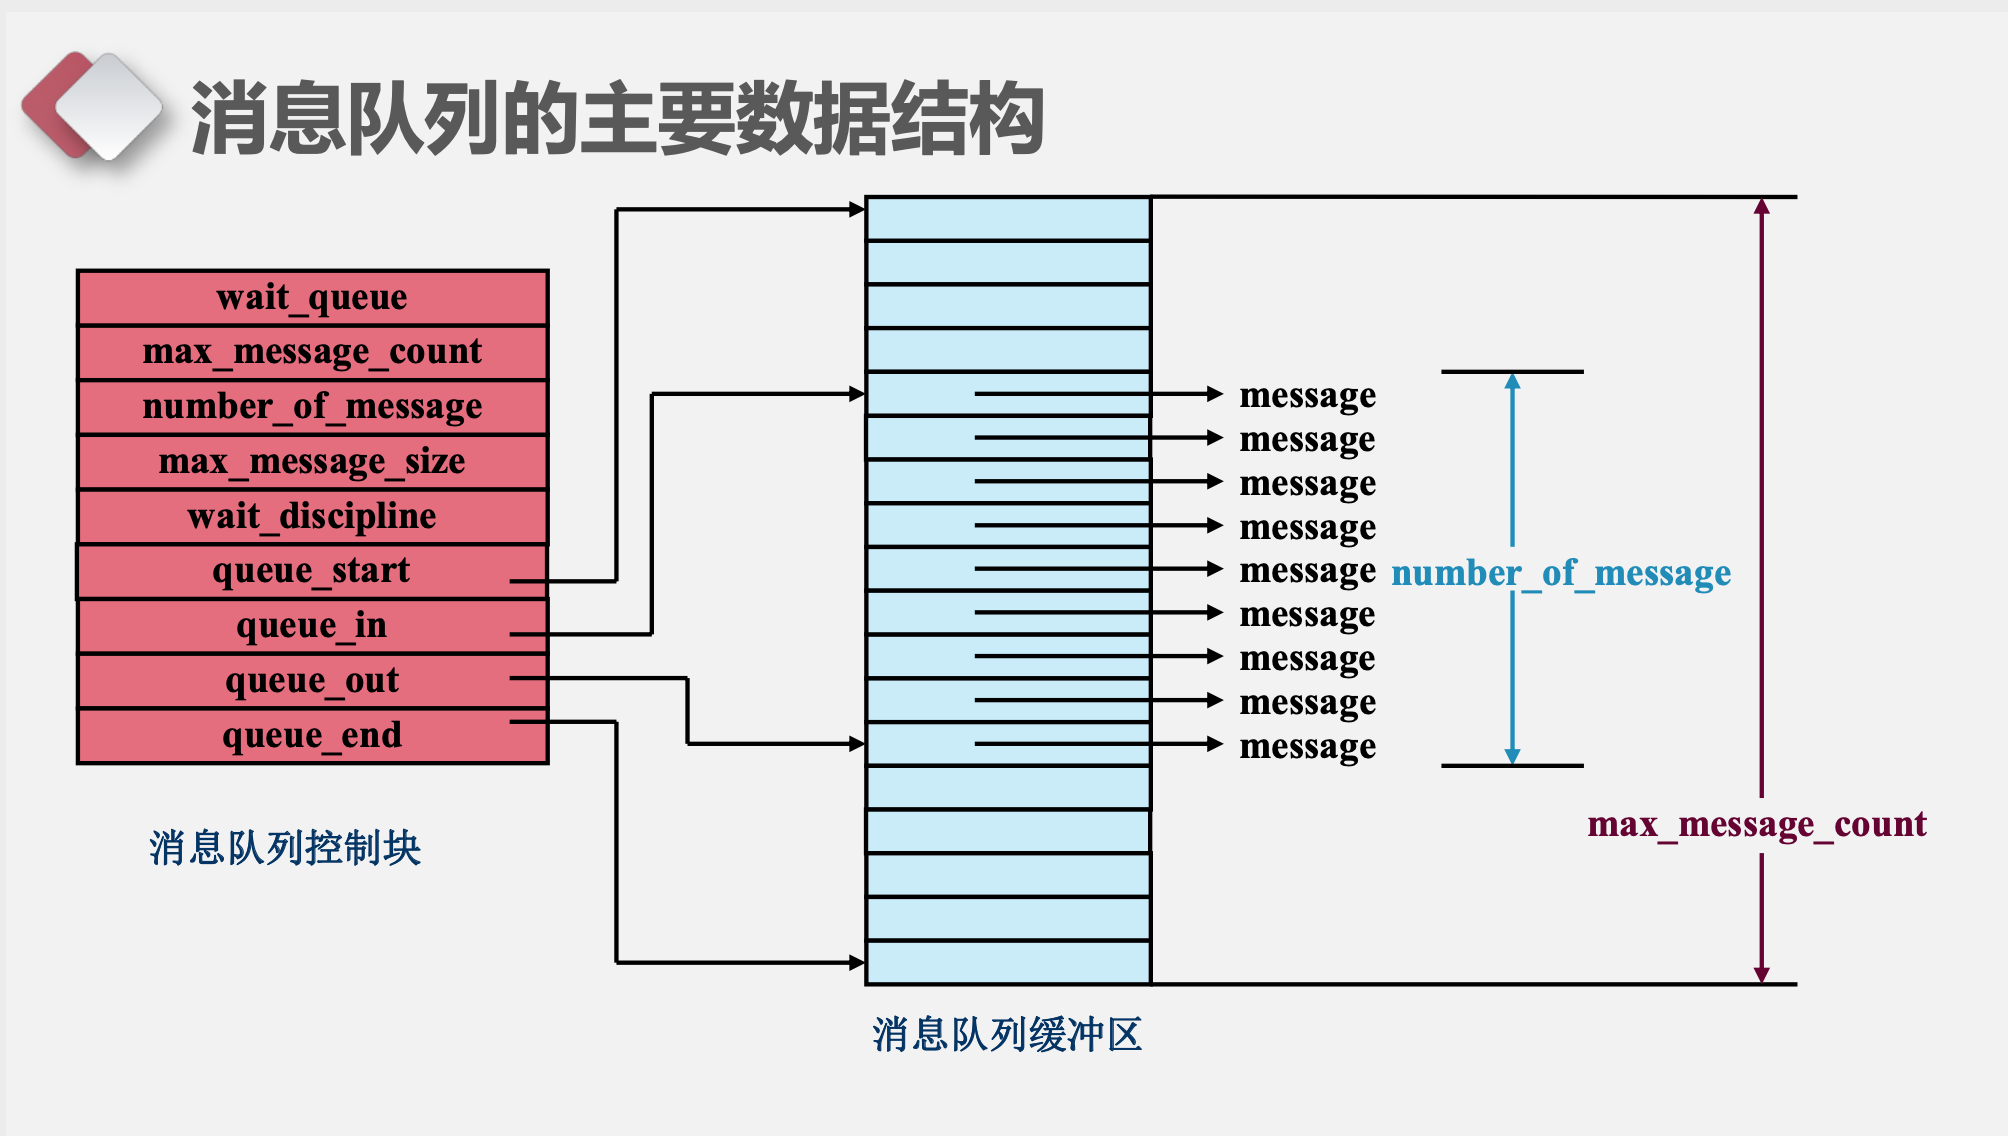 消息队列的主要数据结构
wait_queue
max_message_count
number_of_message
max_message_size
wait_discipline
queue_start
queue_in
queue_out
queue_end
消息队列控制块
message
message
message
message
message
message
message
message
message
number_of_message
max_message_count
消息队列缓冲区